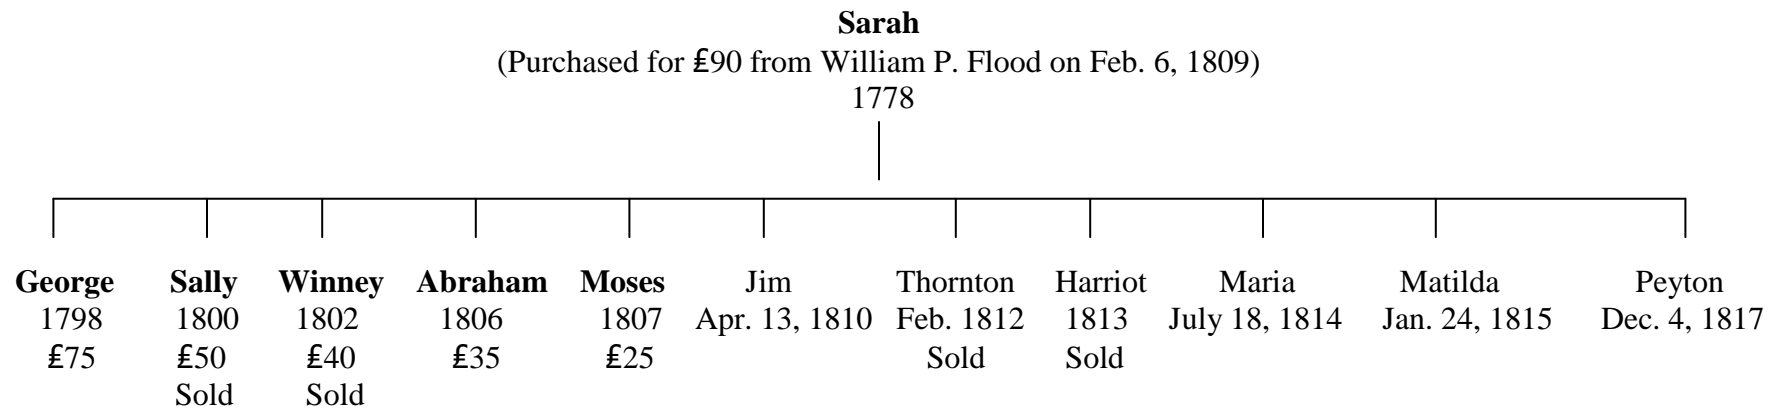 Sarah
(Purchased for ₤90 from William P. Flood on Feb. 6, 1809)
1778
George Sally Winney Abraham Moses Jim Thornton Harriot Maria Matilda Peyton
1798 1800 1802 1806 1807 Apr. 13, 1810 Feb. 1812 1813 July 18, 1814 Jan. 24, 1815 Dec. 4, 1817
₤75 ₤50 ₤40 ₤35 ₤25 Sold Sold
Sold Sold